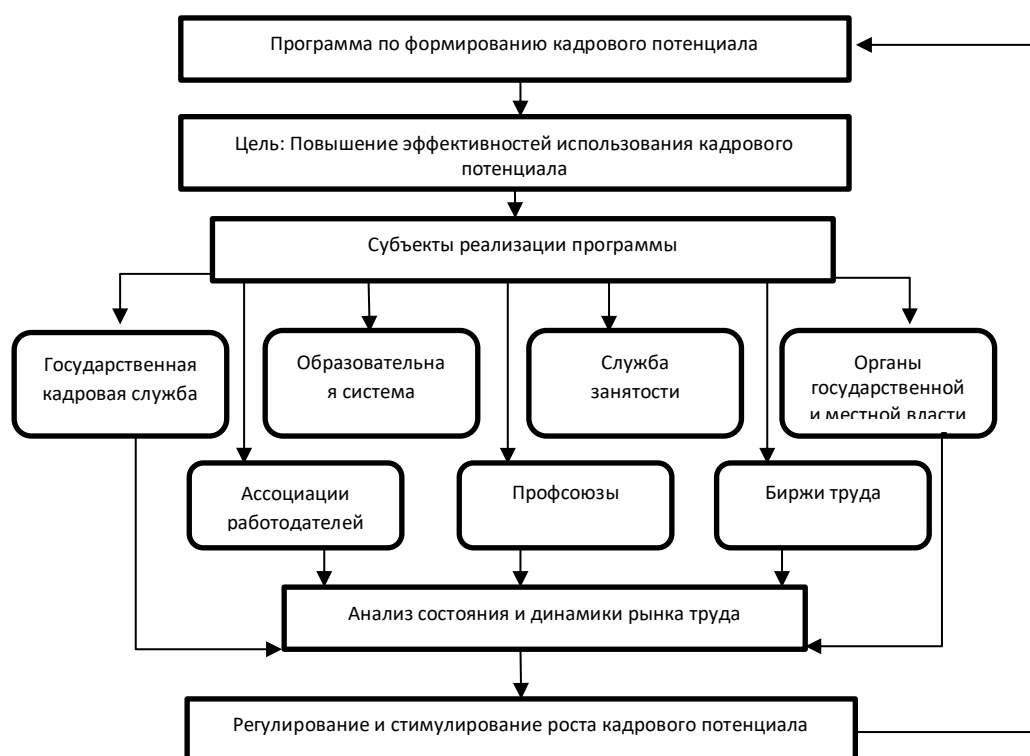 Программа по формированию кадрового потенциала
Цель: Повышение эффективностей использования кадрового
потенциала
Субъекты реализации программы
Государственная
кадровая служба
Образовательна
я система
Служба
занятости
Органы
государственной
и местной власти
Ассоциации
работодателей
Профсоюзы
Биржи труда
Анализ состояния и динамики рынка труда
Регулирование и стимулирование роста кадрового потенциала